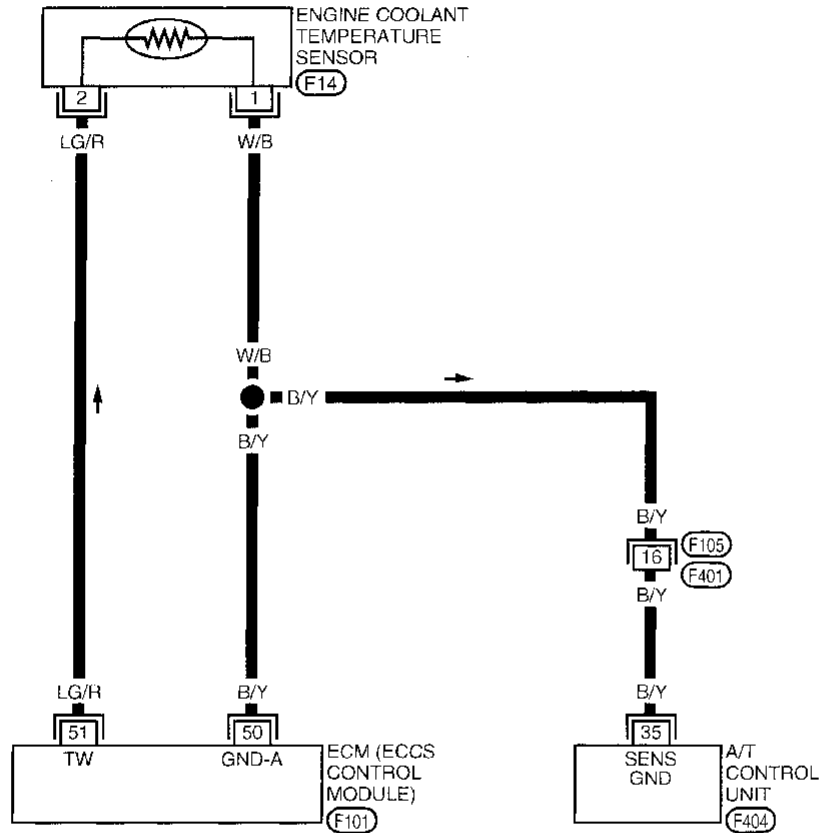 ENGINE COOLANT
TEMPERATURE
SENSOR
F14
2
1
LG/R
W/B
W/B
B/Y
B/Y
B/Y
16
F105
F401
B/Y
LG/R
B/Y
B/Y
51
50
35
TW
GND-A
ECM (ECCS
CONTROL
MODULE)
F101
SENS
GND
A/T
CONTROL
UNIT
F404